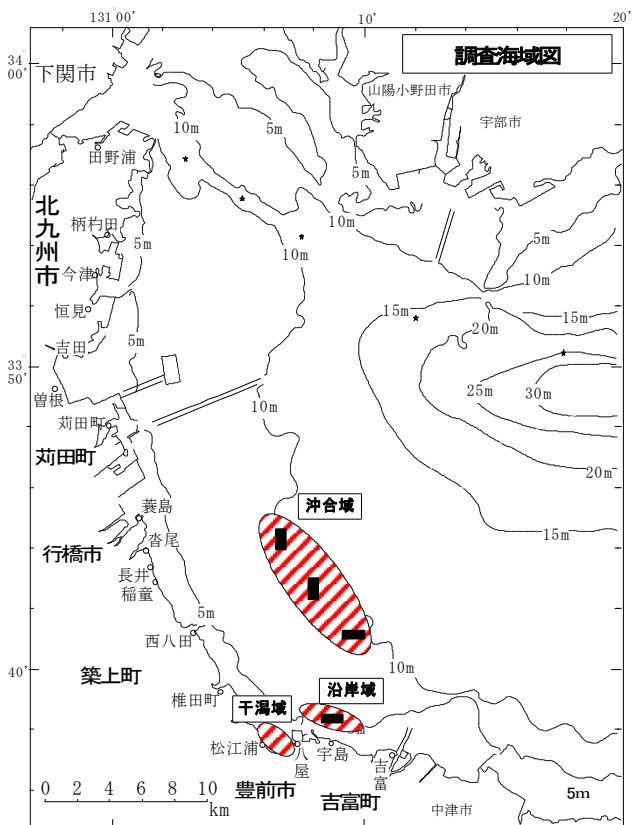 131 00'
10'
20'
34
00'
調査海域図
下関市
山陽小野田市
宇部市
10m
5m
5m
田野浦
北九州市
柄杓田
5m
10m
10m
5m
10m
今津
恒見
15m
20m
15m
5m
吉田
33
50'
25m
30m
曽根
10m
苅田町
苅田町
20m
蓑島
沖合域
15m
行橋市
沓尾
長井
稲童
5m
西八田
40'
10m
築上町
椎田町
干潟域
沿岸域
松江浦
八屋
宇島
吉富
豊前市
吉富町
中津市
5m
0 2 4 6 8 10
km